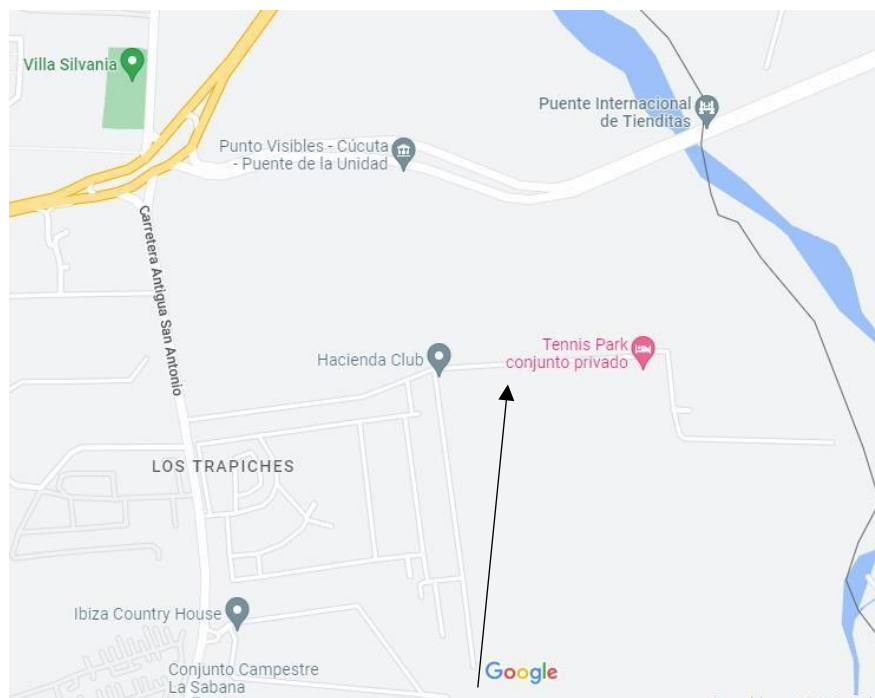 Villa Silvania
Puente Internacional
de Tienditas
Punto Visibles - Cúcuta
- Puente de la Unidad
Carretera Antigua San Antonio
Hacienda Club
Tennis Park
conjunto privado
LOS TRAPICHES
Ibiza Country House
Conjunto Campestre
La Sabana
Google